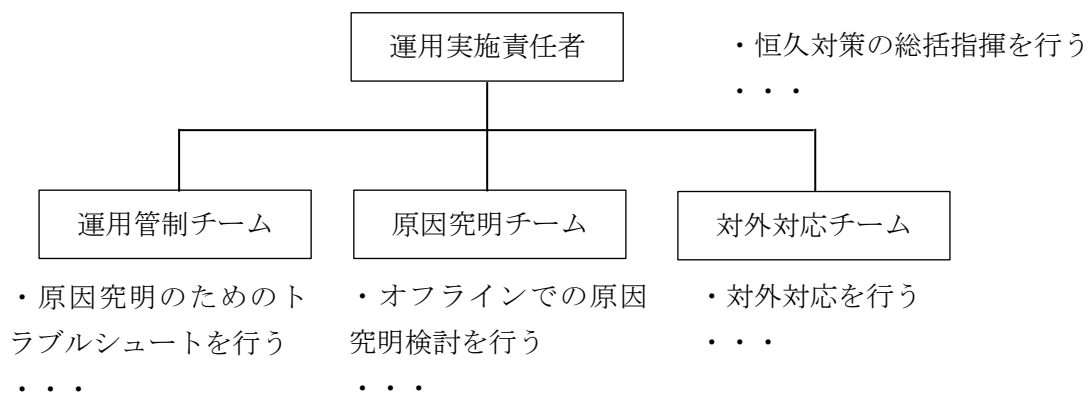 運用実施責任者
・恒久対策の総括指揮を行う
・・・
運用管制チーム
原因究明チーム
対外対応チーム
・原因究明のためのト
ラブルシュートを行う
・・・
・オフラインでの原因
究明検討を行う
・・・
・対外対応を行う
・・・